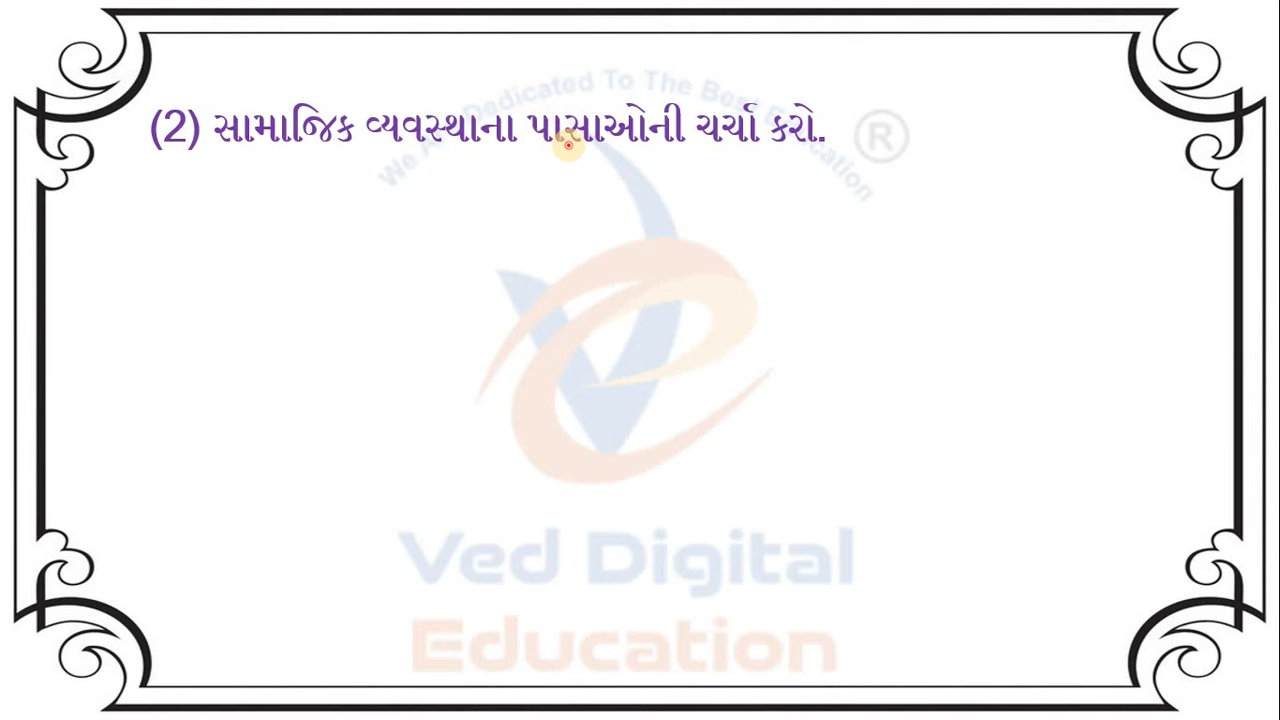 We Are Dedicated To The Best Education
®
(2) સામાજિક વ્યવસ્થાના પાસાઓની ચર્ચા કરો.
Ved Digital
Education